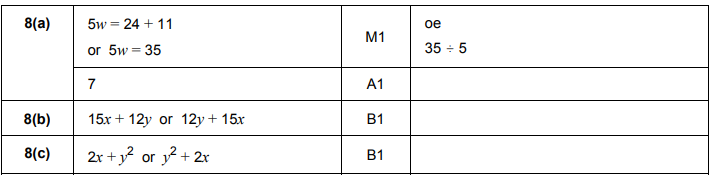 8(a) 5w = 24 + 11 M1 oe
or 5w = 35 35 ÷ 5
7 A1
8(b) 15x + 12y or 12y + 15x B1
8(c) 2x + y² or y² + 2x B1